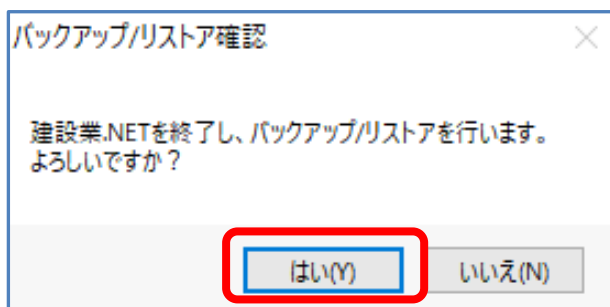 バックアップ/リストア確認
建設業.NETを終了し、バックアップ/リストアを行います。
よろしいですか？
はい(Y)
いいえ(N)